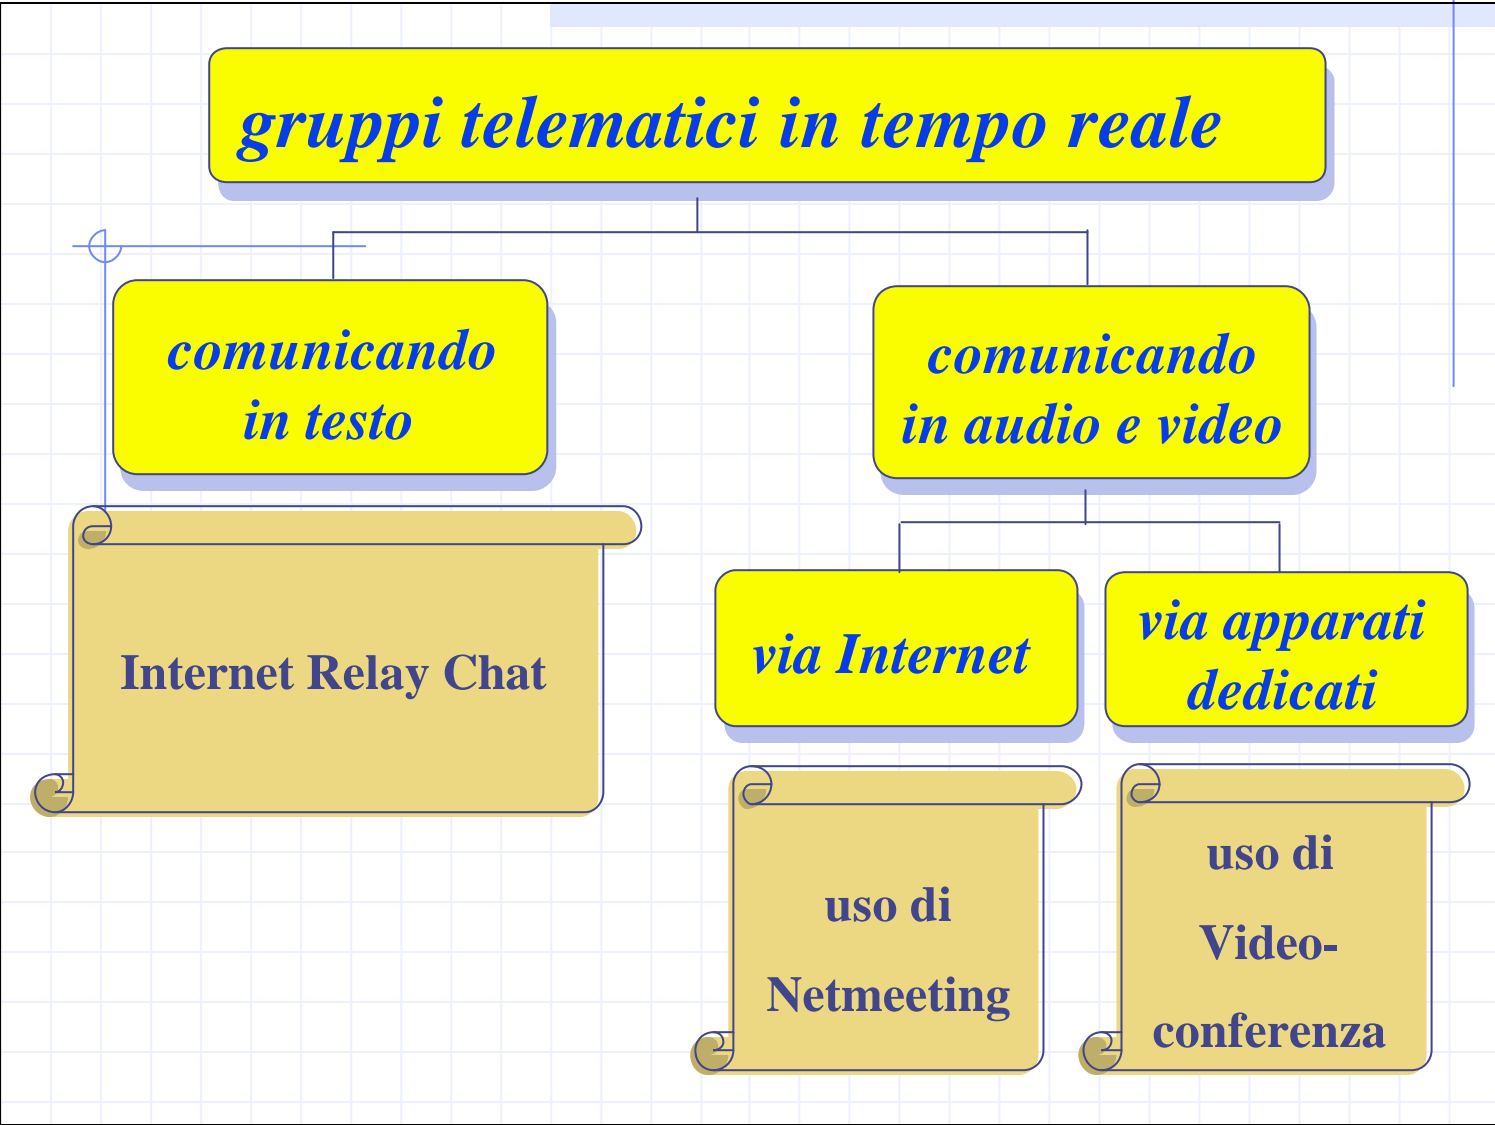 gruppi telematici in tempo reale
comunicando
in testo
comunicando
in audio e video
Internet Relay Chat
via Internet
via apparati
dedicati
uso di
Netmeeting
uso di
Video-
conferenza